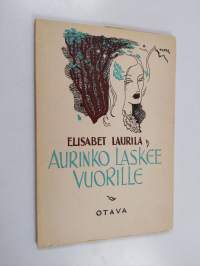 ELISABET LAURILA
AURINKO LASKEE
VUORILLE
OTAVA